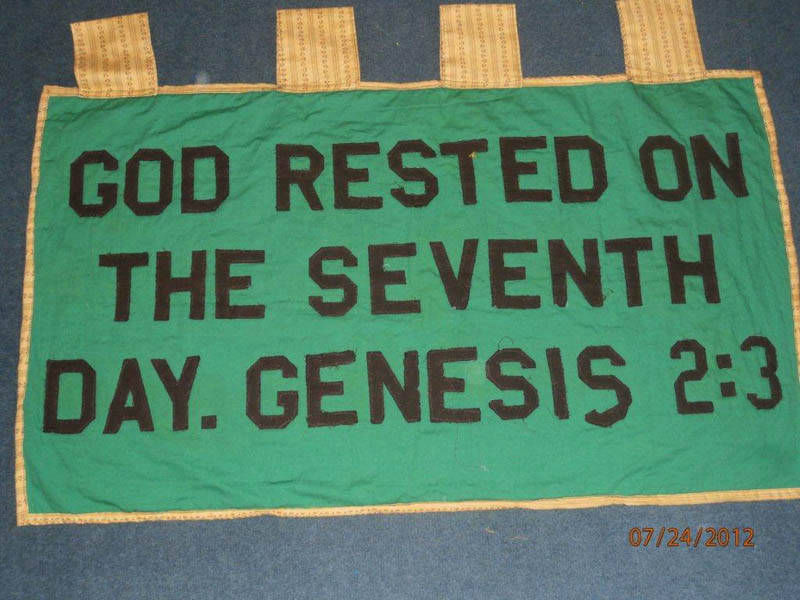 GOD RESTED ON
THE SEVENTH
DAY. GENESIS 2:3
07/24/2012